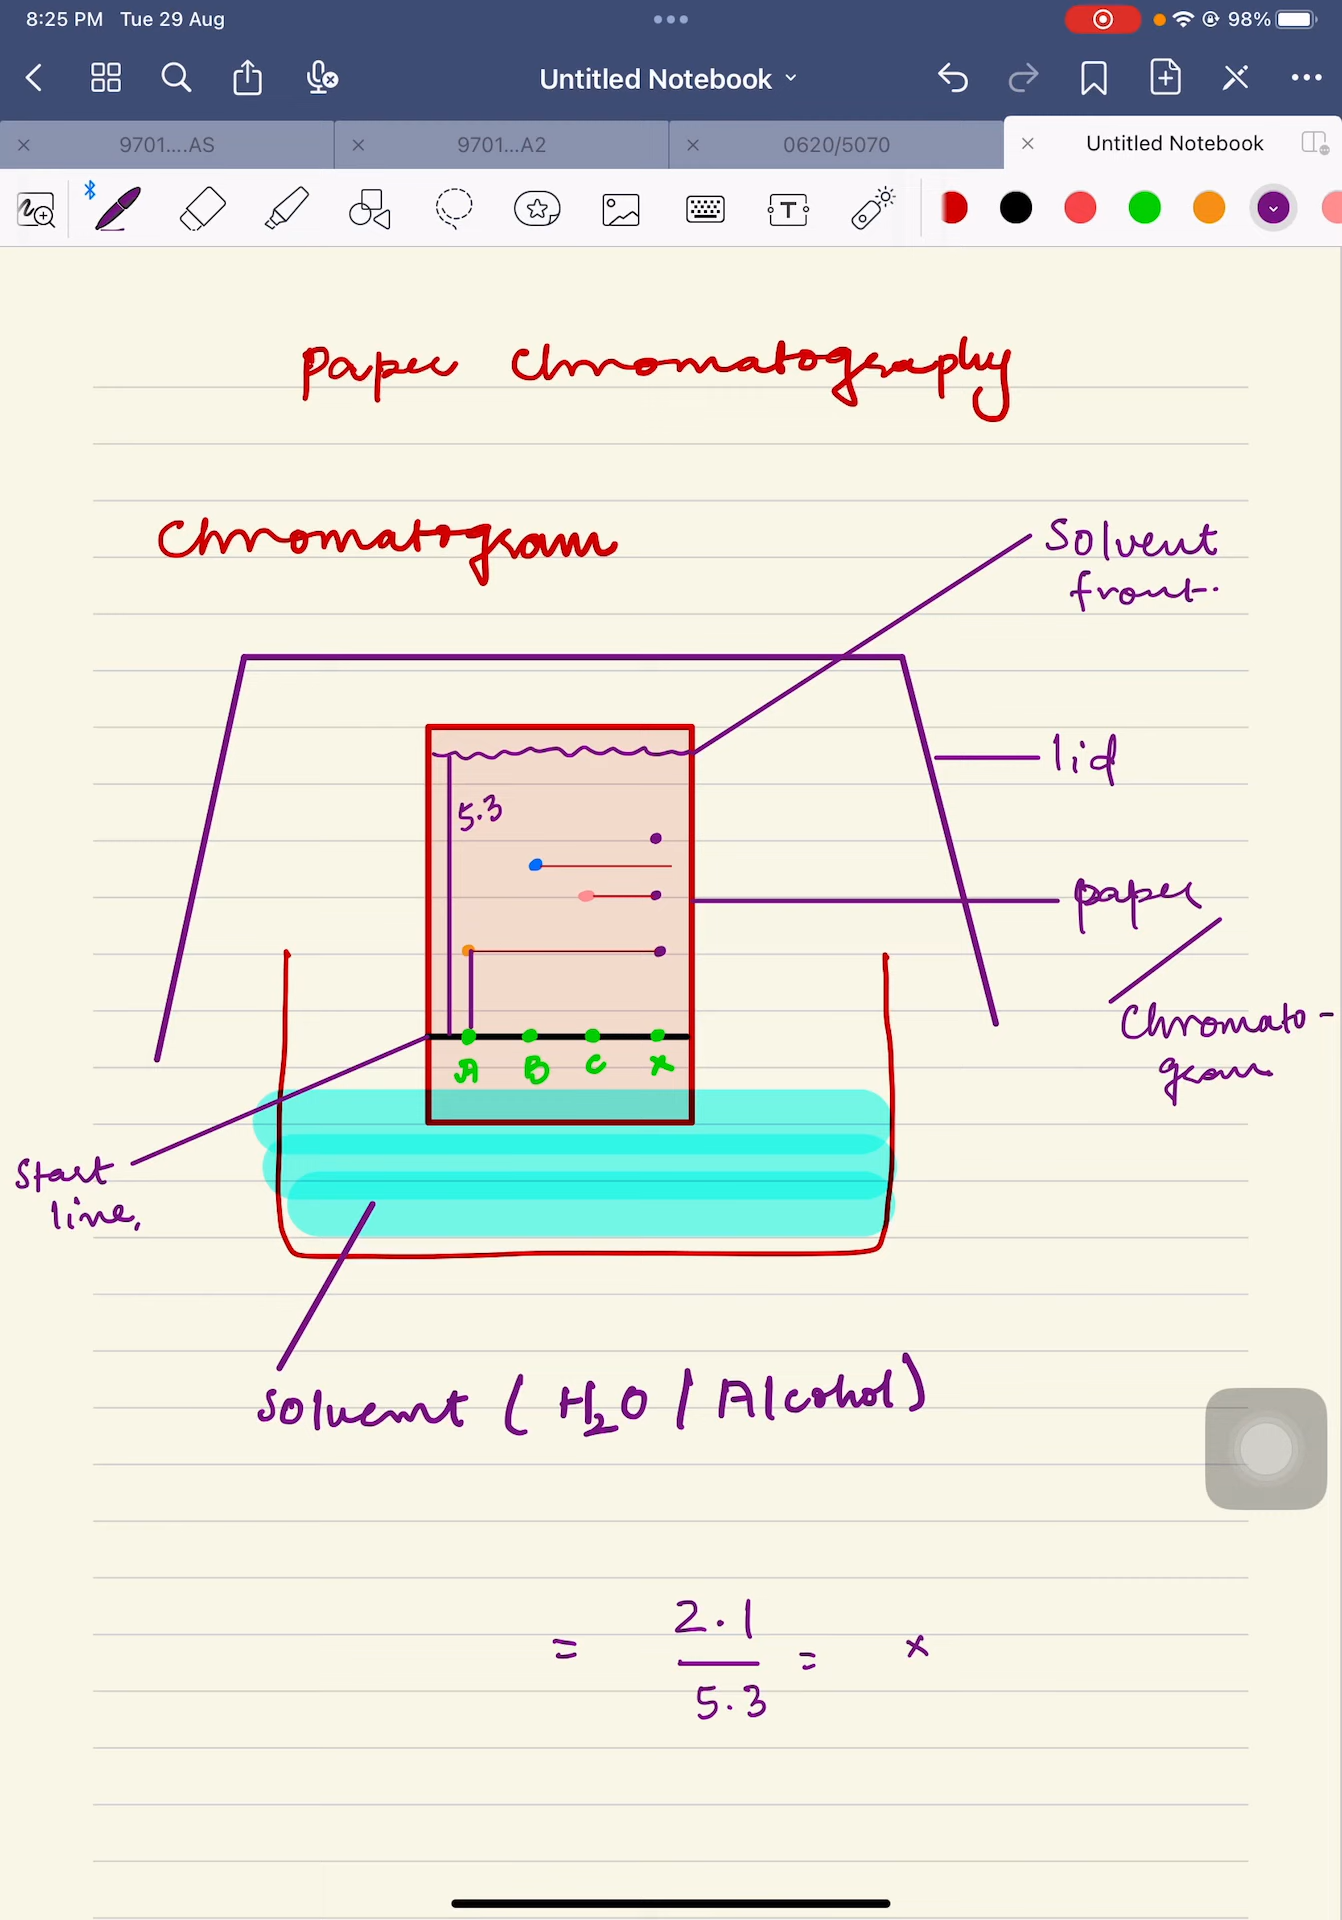 8:25 PM Tue 29 Aug
98%
Untitled Notebook
9701....AS
9701...A2
0620/5070
Untitled Notebook
T
Paper Chromatography
Chromatogram
Solvent
front.
lid
5.3
paper
Chromato-
gram
A B C X
Start
line,
Solvent ( H₂O / Alcohol )
= 2.1 = x
5.3